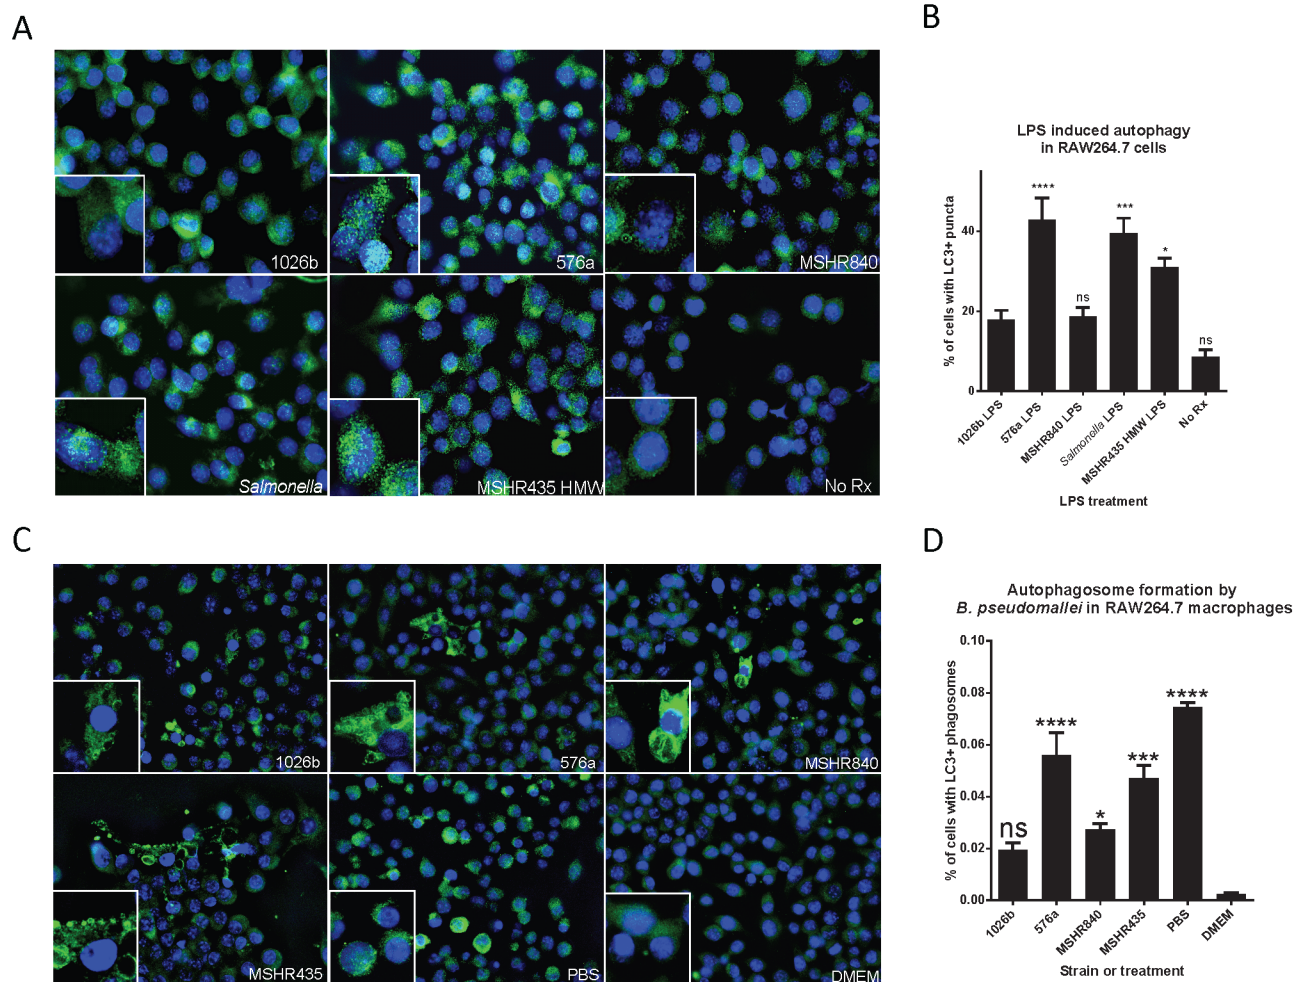 A
1026b
576a
MSHR840
Salmonella
MSHR435 HMW
No Rx
B
LPS induced autophagy
in RAW264.7 cells
% of cells with LC3+ puncta
40
20
0
****
ns
***
*
ns
1026b LPS
576a LPS
MSHR840 LPS
Salmonella LPS
MSHR435 HMW LPS
No Rx
LPS treatment
C
1026b
576a
MSHR840
MSHR435
PBS
DMEM
D
Autophagosome formation by
B. pseudomallei in RAW264.7 macrophages
% of cells with LC3+ phagosomes
0.10
0.08
0.06
0.04
0.02
0.00
ns
****
*
***
****
1026b
576a
MSHR840
MSHR435
PBS
DMEM
Strain or treatment